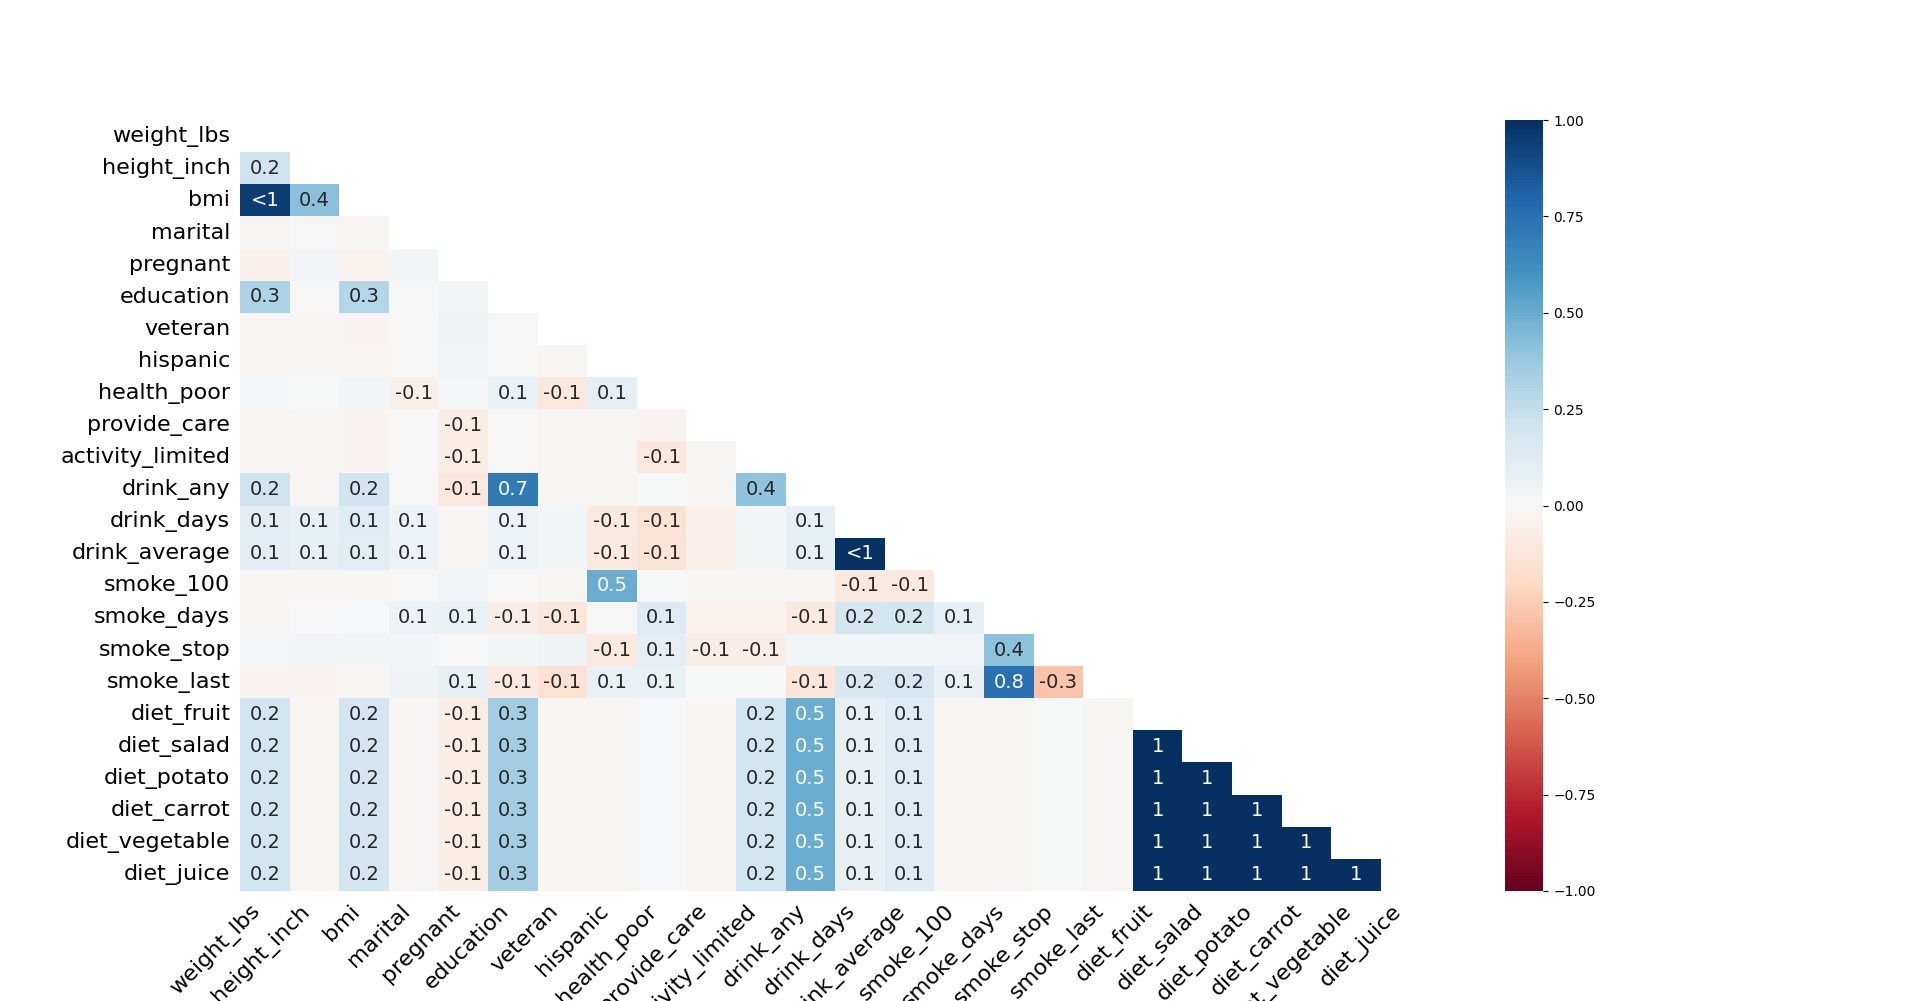 weight_lbs
height_inch 0.2
bmi <1 0.4
marital
pregnant
education 0.3 0.3
veteran
hispanic
health_poor -0.1 0.1 -0.1 0.1
provide_care -0.1
activity_limited -0.1 -0.1
drink_any 0.2 0.2 -0.1 0.7 0.4
drink_days 0.1 0.1 0.1 0.1 0.1 -0.1 -0.1 0.1
drink_average 0.1 0.1 0.1 0.1 0.1 -0.1 -0.1 0.1 <1
smoke_100 0.5 -0.1 -0.1
smoke_days 0.1 0.1 -0.1 -0.1 0.1 -0.1 0.2 0.2 0.1
smoke_stop -0.1 0.1 -0.1 -0.1 0.4
smoke_last 0.1 -0.1 -0.1 0.1 0.1 -0.1 0.2 0.2 0.1 0.8 -0.3
diet_fruit 0.2 0.2 -0.1 0.3 0.2 0.5 0.1 0.1
diet_salad 0.2 0.2 -0.1 0.3 0.2 0.5 0.1 0.1 1
diet_potato 0.2 0.2 -0.1 0.3 0.2 0.5 0.1 0.1 1 1
diet_carrot 0.2 0.2 -0.1 0.3 0.2 0.5 0.1 0.1 1 1 1
diet_vegetable 0.2 0.2 -0.1 0.3 0.2 0.5 0.1 0.1 1 1 1 1
diet_juice 0.2 0.2 -0.1 0.3 0.2 0.5 0.1 0.1 1 1 1 1 1
weight_lbs
height_inch
bmi
marital
pregnant
education
veteran
hispanic
health_poor
provide_care
ivity_limited
drink_any
drink_days
ink_average
smoke_100
smoke_days
smoke_stop
smoke_last
diet_fruit
diet_salad
diet_potato
diet_carrot
t_vegetable
diet_juice
1.00
0.75
0.50
0.25
0.00
−0.25
−0.50
−0.75
−1.00